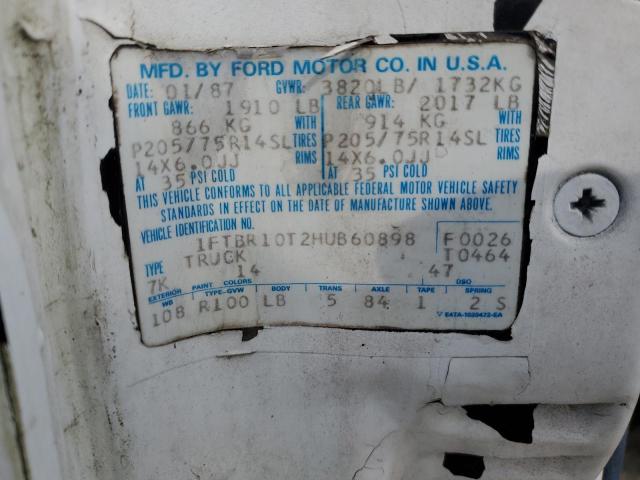 MFD. BY FORD MOTOR CO. IN U.S.A.
DATE: 01/87 GVWR: 3820LB/ 1732KG
FRONT GAWR: 1910 LB REAR GAWR: 2017 LB
866 KG WITH 914 KG WITH
P205/75R14SL TIRES P205/75R14SL TIRES
14X6.0JJ RIMS 14X6.0JJ RIMS
AT 35 PSI COLD AT 35 PSI COLD
THIS VEHICLE CONFORMS TO ALL APPLICABLE FEDERAL MOTOR VEHICLE SAFETY
STANDARDS IN EFFECT ON THE DATE OF MANUFACTURE SHOWN ABOVE.
VEHICLE IDENTIFICATION NO.
1FTBR10T2HUB60898 F0026
TYPE TRUCK T0464
7K 14 47
EXTERIOR PAINT COLORS DSO
WB TYPE-GVW BODY TRANS AXLE TAPE SPRING
108 R100 LB 5 84 1 2 S
E4TA-1520472-EA